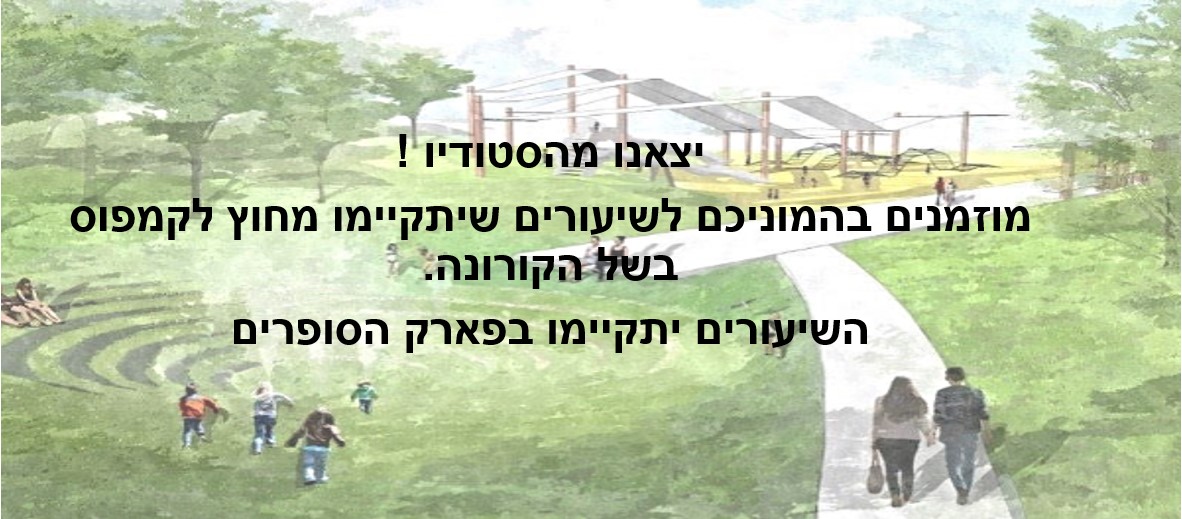 יצאנו מהסטודיו !
מוזמנים בהמוניכם לשיעורים שיתקיימו מחוץ לקמפוס
בשל הקורונה.
השיעורים יתקיימו בפארק הסופרים